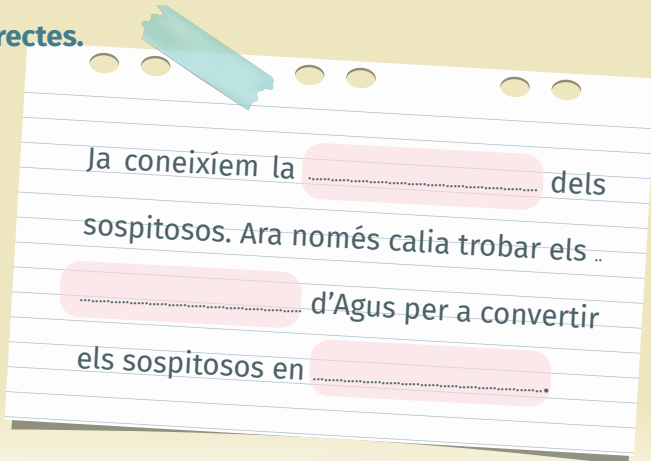 rectes.
Ja coneixíem la ........................................ dels
sospitosos. Ara només calia trobar els ..
........................................ d'Agus per a convertir
els sospitosos en ........................................